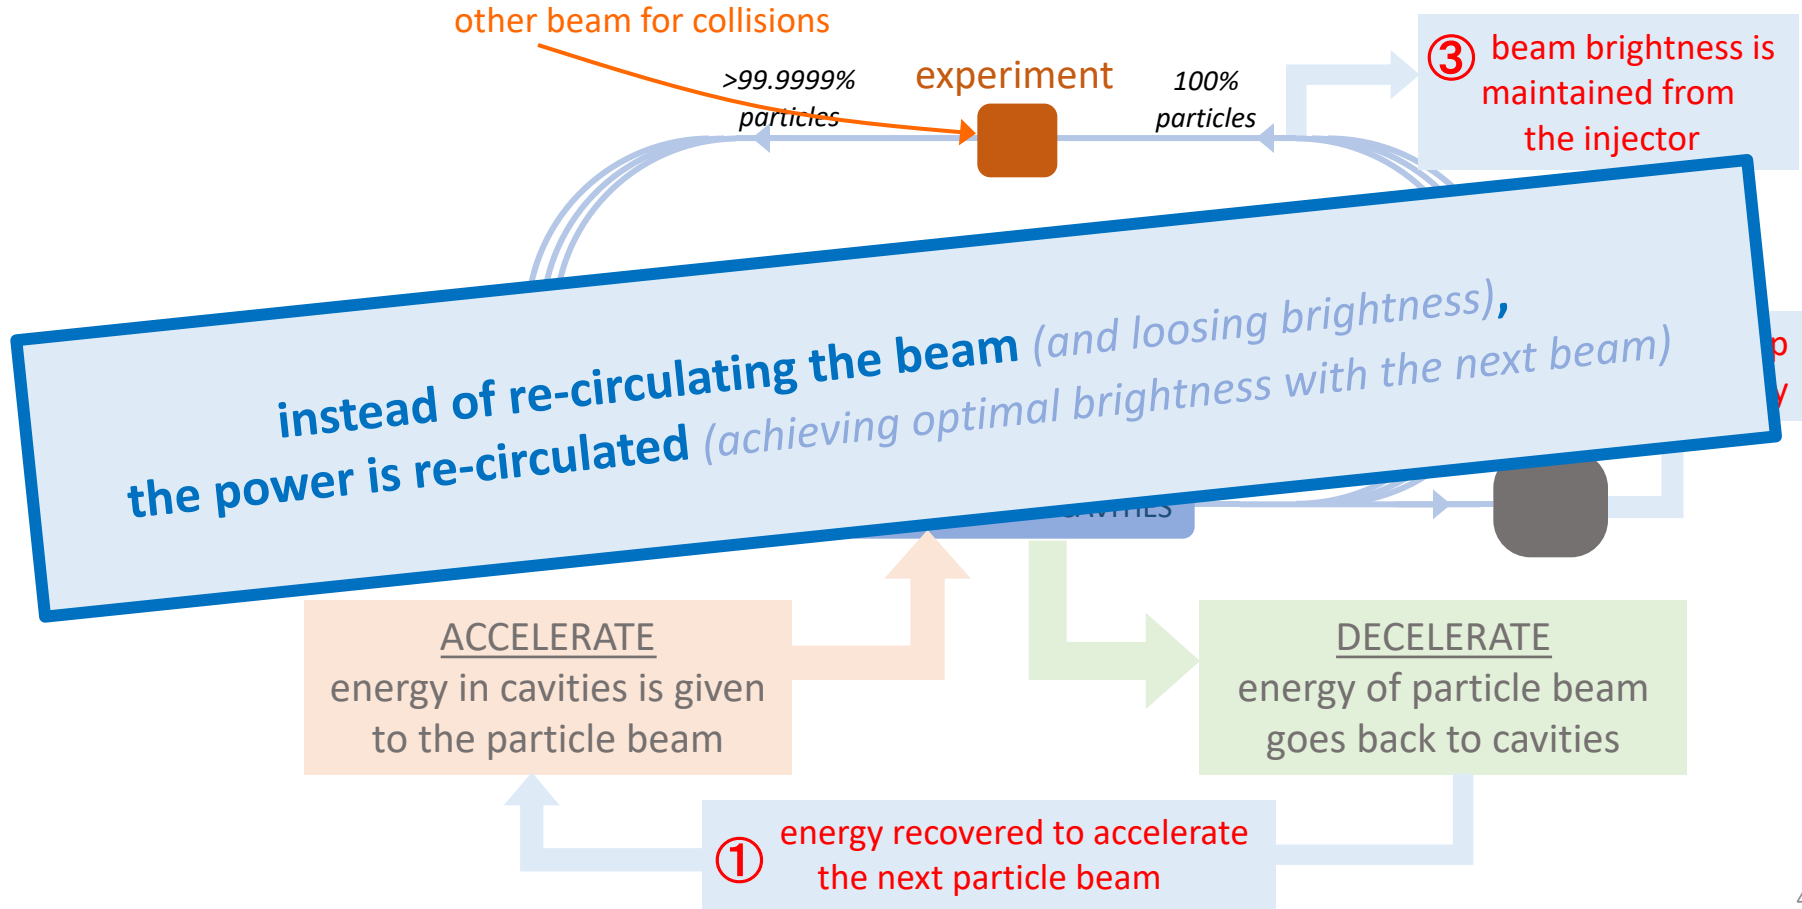 other beam for collisions
>99.9999%
particles
experiment
100%
particles
③ beam brightness is
maintained from
the injector
instead of re-circulating the beam (and loosing brightness),
the power is re-circulated (achieving optimal brightness with the next beam)
p
y
CAVITIES
ACCELERATE
energy in cavities is given
to the particle beam
DECELERATE
energy of particle beam
goes back to cavities
① energy recovered to accelerate
the next particle beam